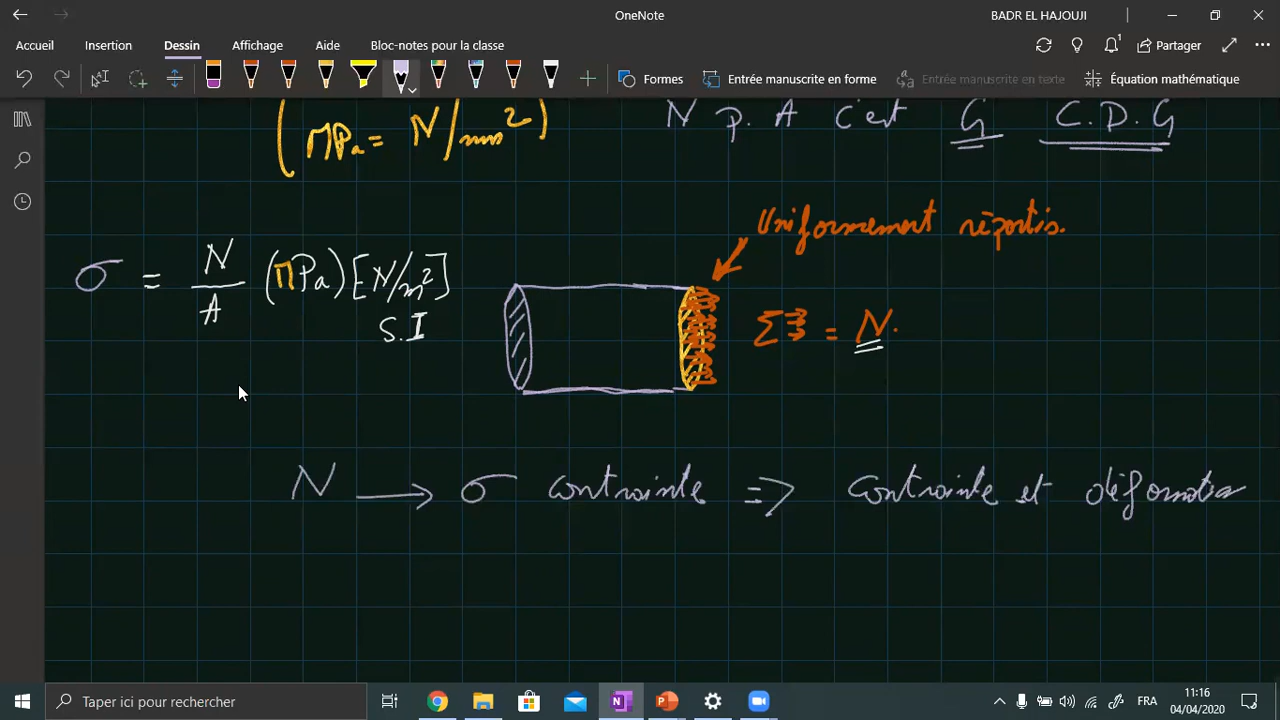 OneNote
BADR EL HAJOUJI
Accueil Insertion Dessin Affichage Aide Bloc-notes pour la classe
Partager
Formes
Entrée manuscrite en forme
Entrée manuscrite en texte
Équation mathématique
(MPa = N/mm²)
N p. A c'est G C.D.G
Uniformement répartis.
σ = N/A (MPa) [N/m²]
S.I
Σ = N.
N → σ contrainte => contrainte et déformation
Taper ici pour rechercher
FRA
11:16
04/04/2020